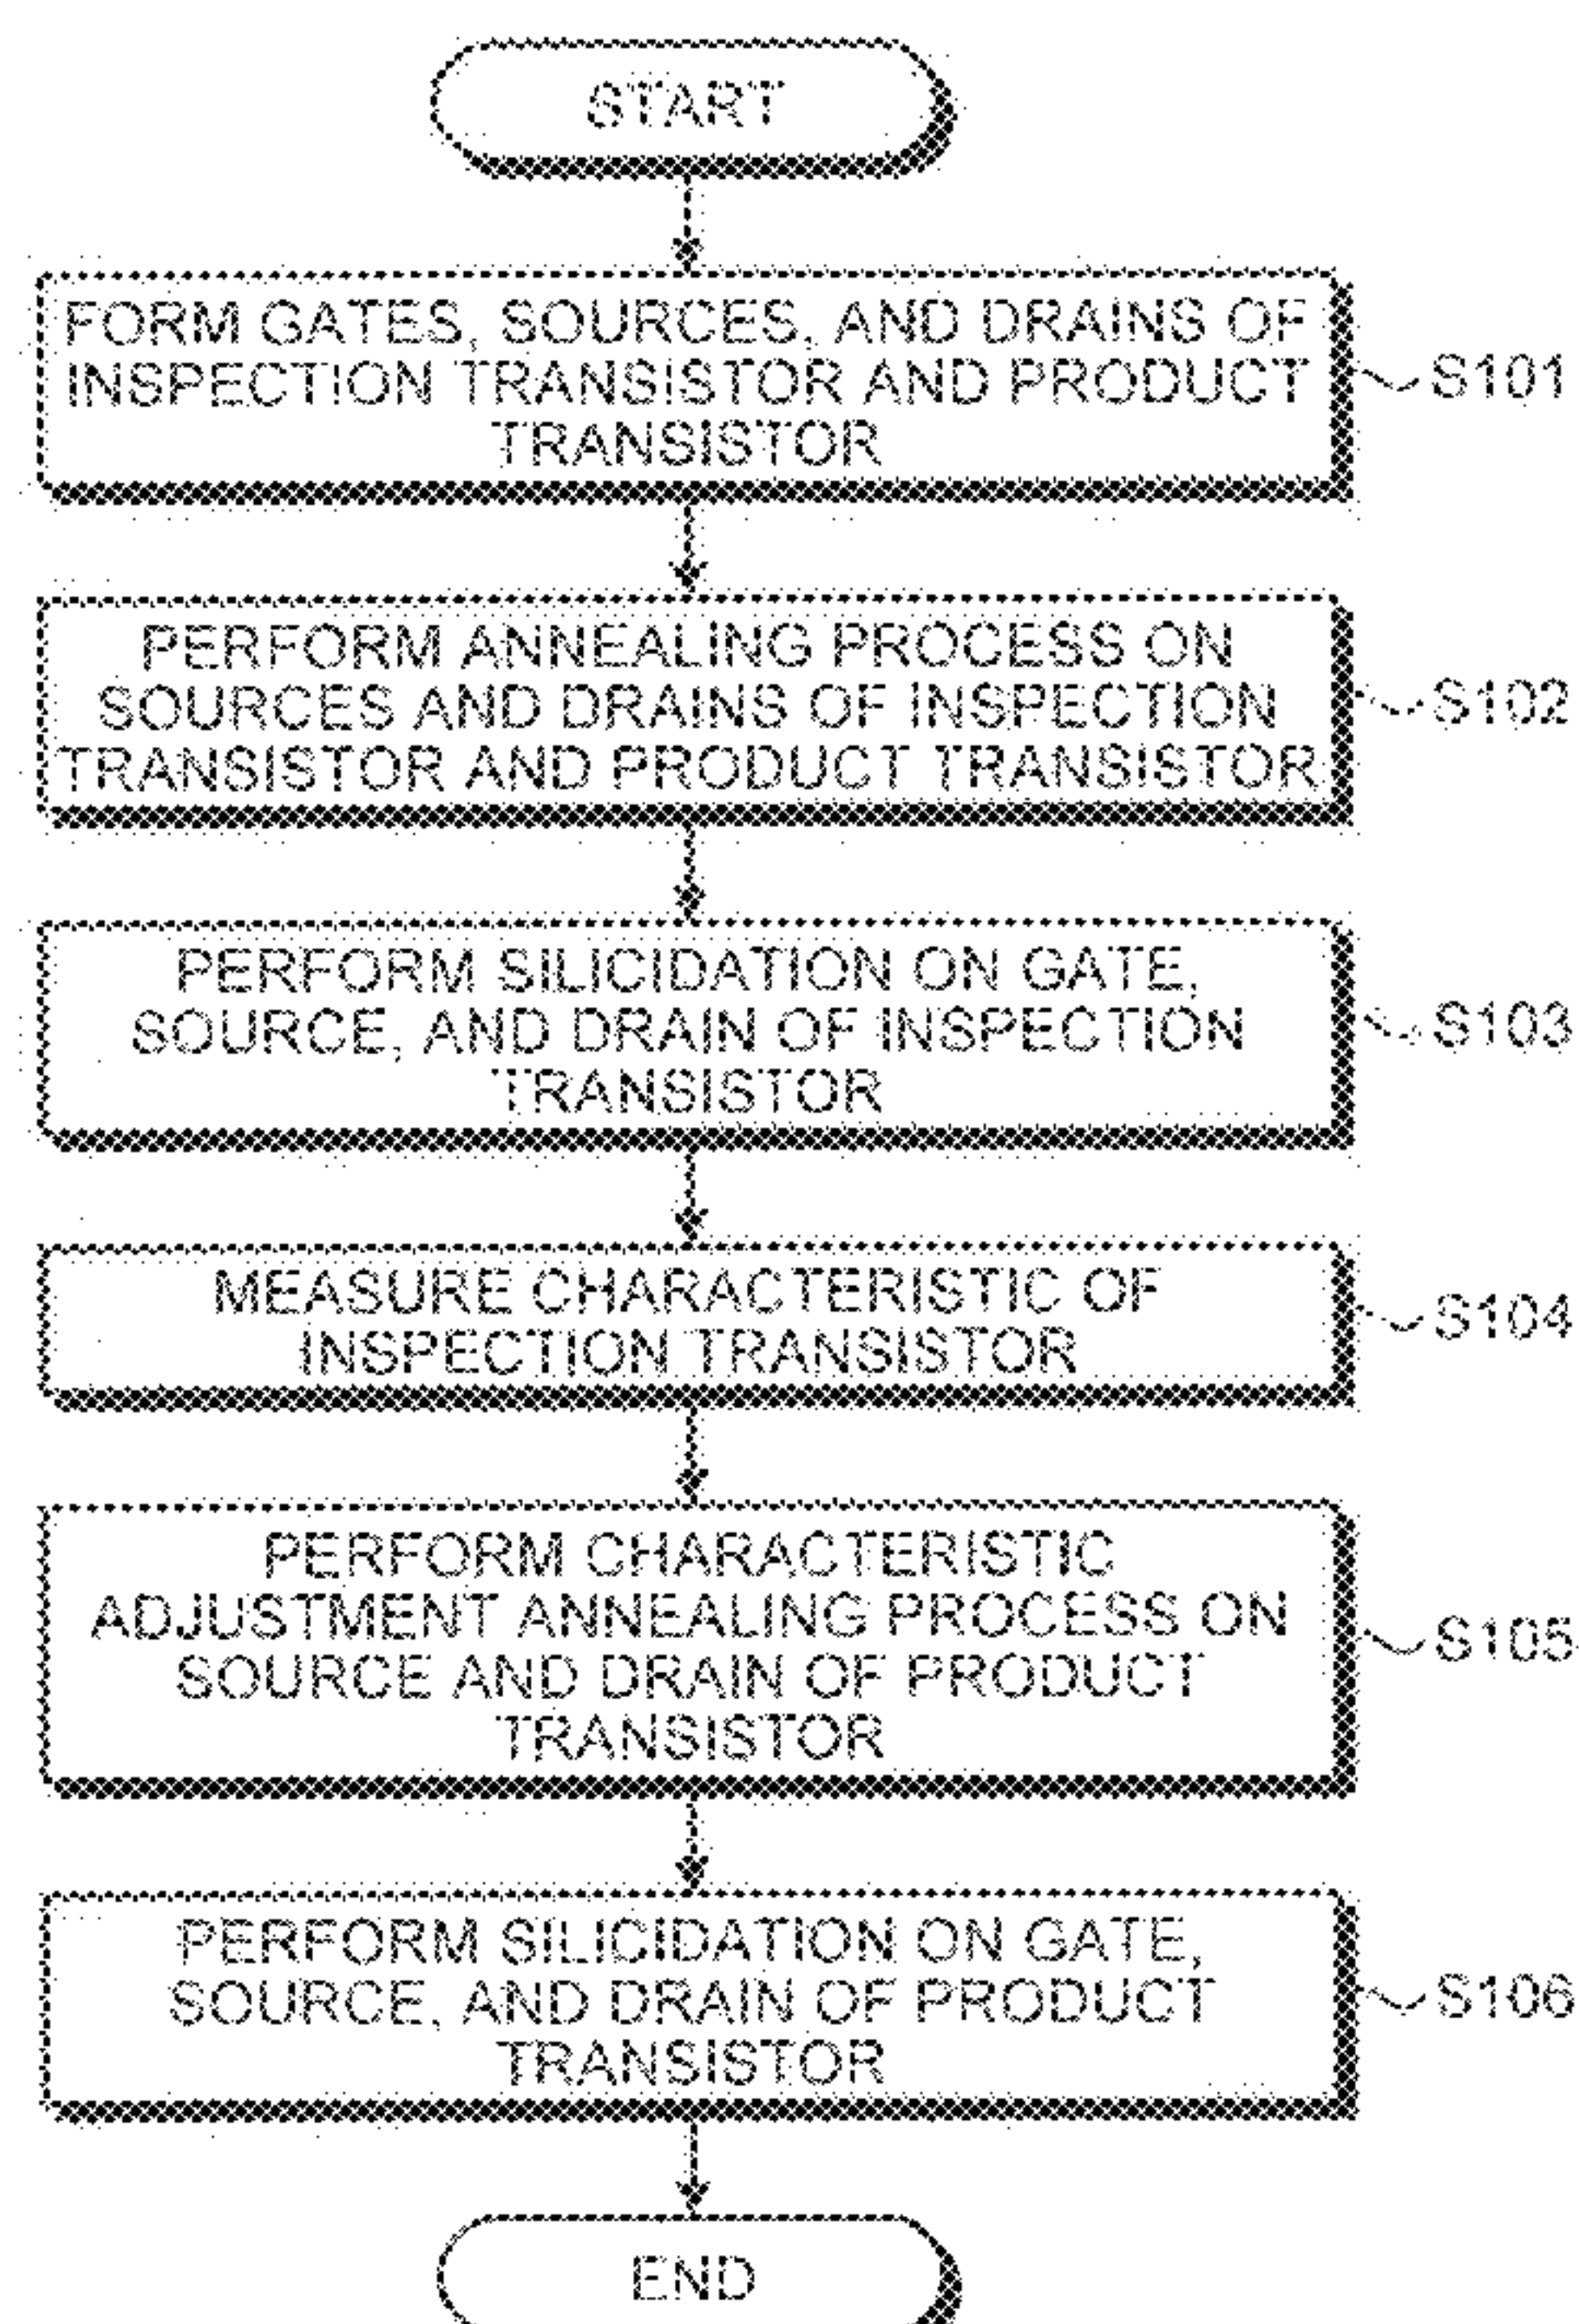 START
FORM GATES, SOURCES, AND DRAINS OF
INSPECTION TRANSISTOR AND PRODUCT
TRANSISTOR
S101
PERFORM ANNEALING PROCESS ON
SOURCES AND DRAINS OF INSPECTION
TRANSISTOR AND PRODUCT TRANSISTOR
S102
PERFORM SILICIDATION ON GATE,
SOURCE, AND DRAIN OF INSPECTION
TRANSISTOR
S103
MEASURE CHARACTERISTIC OF
INSPECTION TRANSISTOR
S104
PERFORM CHARACTERISTIC
ADJUSTMENT ANNEALING PROCESS ON
SOURCE AND DRAIN OF PRODUCT
TRANSISTOR
S105
PERFORM SILICIDATION ON GATE,
SOURCE, AND DRAIN OF PRODUCT
TRANSISTOR
S106
END